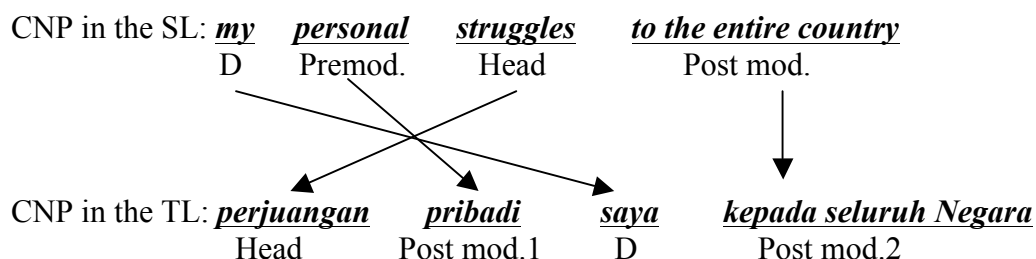 CNP in the SL: my personal struggles to the entire country
D Premod. Head Post mod.
CNP in the TL: perjuangan pribadi saya kepada seluruh Negara
Head Post mod.1 D Post mod.2